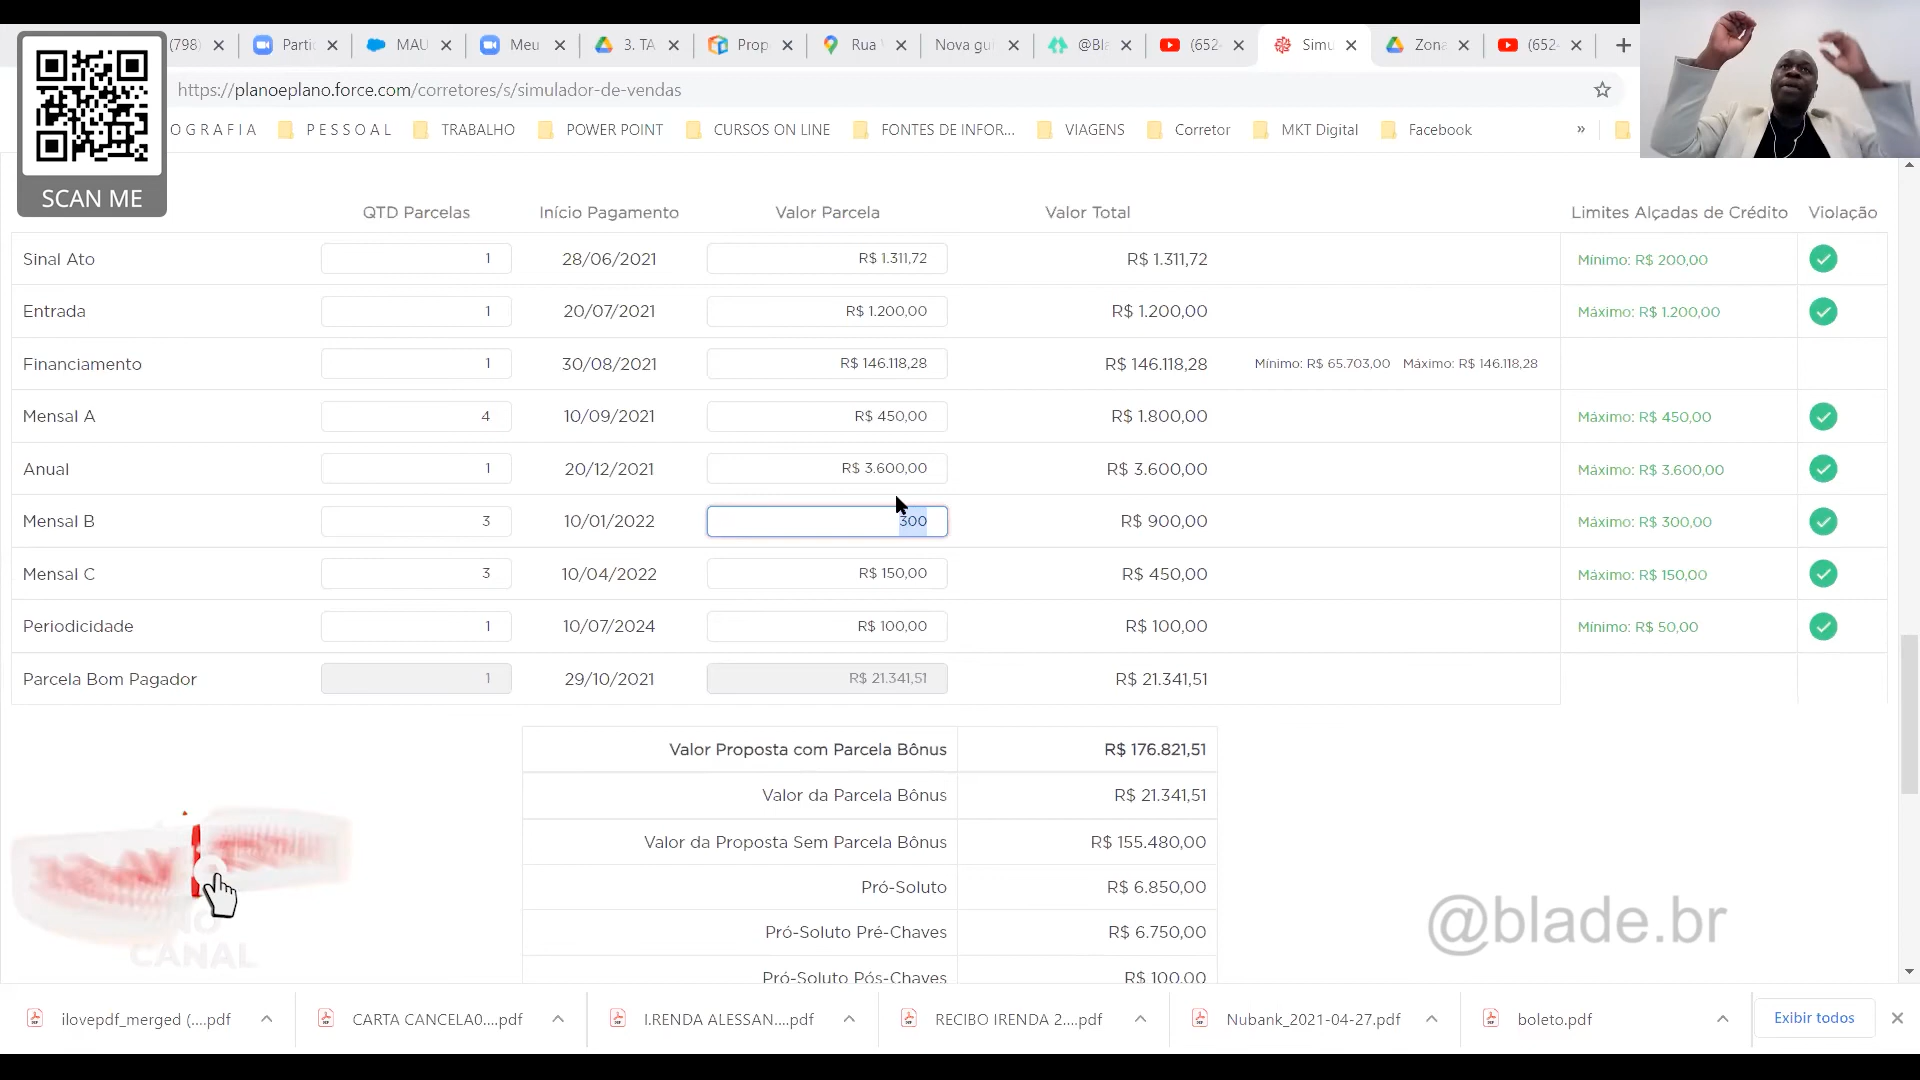 (798) Parti MAU Meu 3. TA Prop Rua Nova gu @Bla (652 Simu Zona (652
https://planoeplano.force.com/corretores/s/simulador-de-vendas
OGRAFIA PESSOAL TRABALHO POWER POINT CURSOS ON LINE FONTES DE INFOR... VIAGENS Corretor MKT Digital Facebook »
SCAN ME
QTD Parcelas Início Pagamento Valor Parcela Valor Total Limites Alçadas de Crédito Violação
Sinal Ato 1 28/06/2021 R$ 1.311,72 R$ 1.311,72 Mínimo: R$ 200,00
Entrada 1 20/07/2021 R$ 1.200,00 R$ 1.200,00 Máximo: R$ 1.200,00
Financiamento 1 30/08/2021 R$ 146.118,28 R$ 146.118,28 Mínimo: R$ 65.703,00 Máximo: R$ 146.118,28
Mensal A 4 10/09/2021 R$ 450,00 R$ 1.800,00 Máximo: R$ 450,00
Anual 1 20/12/2021 R$ 3.600,00 R$ 3.600,00 Máximo: R$ 3.600,00
Mensal B 3 10/01/2022 300 R$ 900,00 Máximo: R$ 300,00
Mensal C 3 10/04/2022 R$ 150,00 R$ 450,00 Máximo: R$ 150,00
Periodicidade 1 10/07/2024 R$ 100,00 R$ 100,00 Mínimo: R$ 50,00
Parcela Bom Pagador 1 29/10/2021 R$ 21.341,51 R$ 21.341,51
Valor Proposta com Parcela Bônus R$ 176.821,51
Valor da Parcela Bônus R$ 21.341,51
Valor da Proposta Sem Parcela Bônus R$ 155.480,00
Pró-Soluto R$ 6.850,00
Pró-Soluto Pré-Chaves R$ 6.750,00
Pró-Soluto Pós-Chaves R$ 100,00
NO
CANAL
@blade.br
ilovepdf_merged (....pdf CARTA CANCELA0....pdf I.RENDA ALESSAN....pdf RECIBO IRENDA 2....pdf Nubank_2021-04-27.pdf boleto.pdf Exibir todos